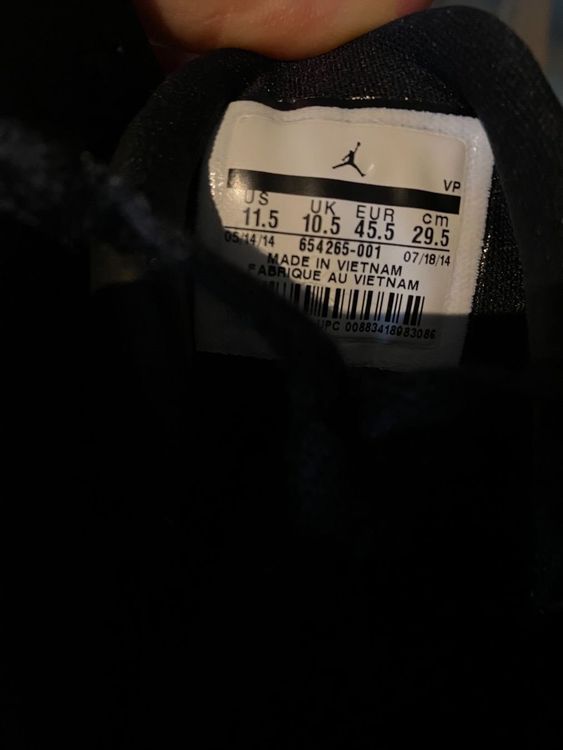 VP
US UK EUR cm
11.5 10.5 45.5 29.5
05/14/14 654265-001 07/18/14
MADE IN VIETNAM
FABRIQUE AU VIETNAM
UPC 00883418983086